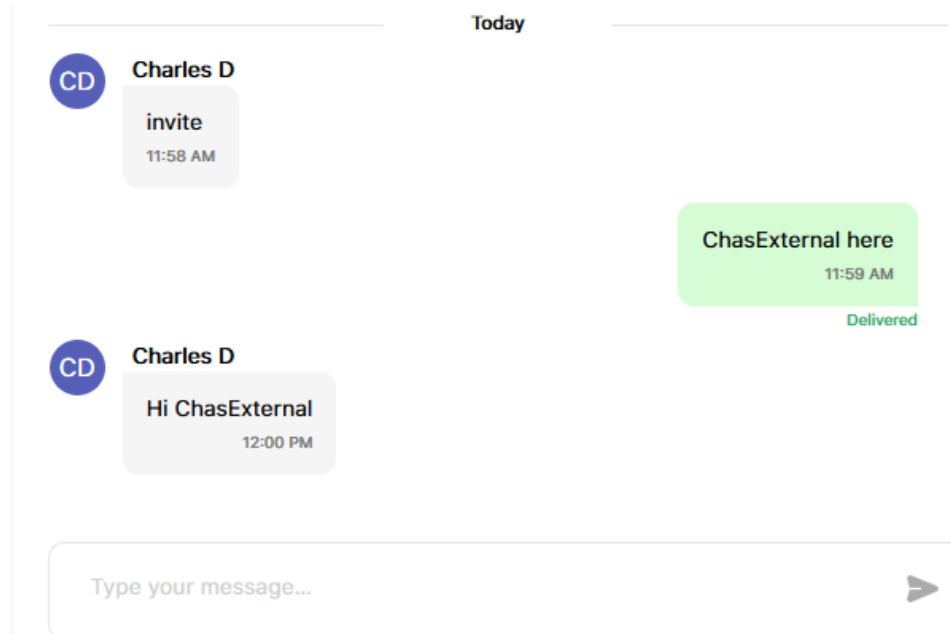 Today
CD
Charles D
invite
11:58 AM
ChasExternal here
11:59 AM
Delivered
CD
Charles D
Hi ChasExternal
12:00 PM
Type your message...